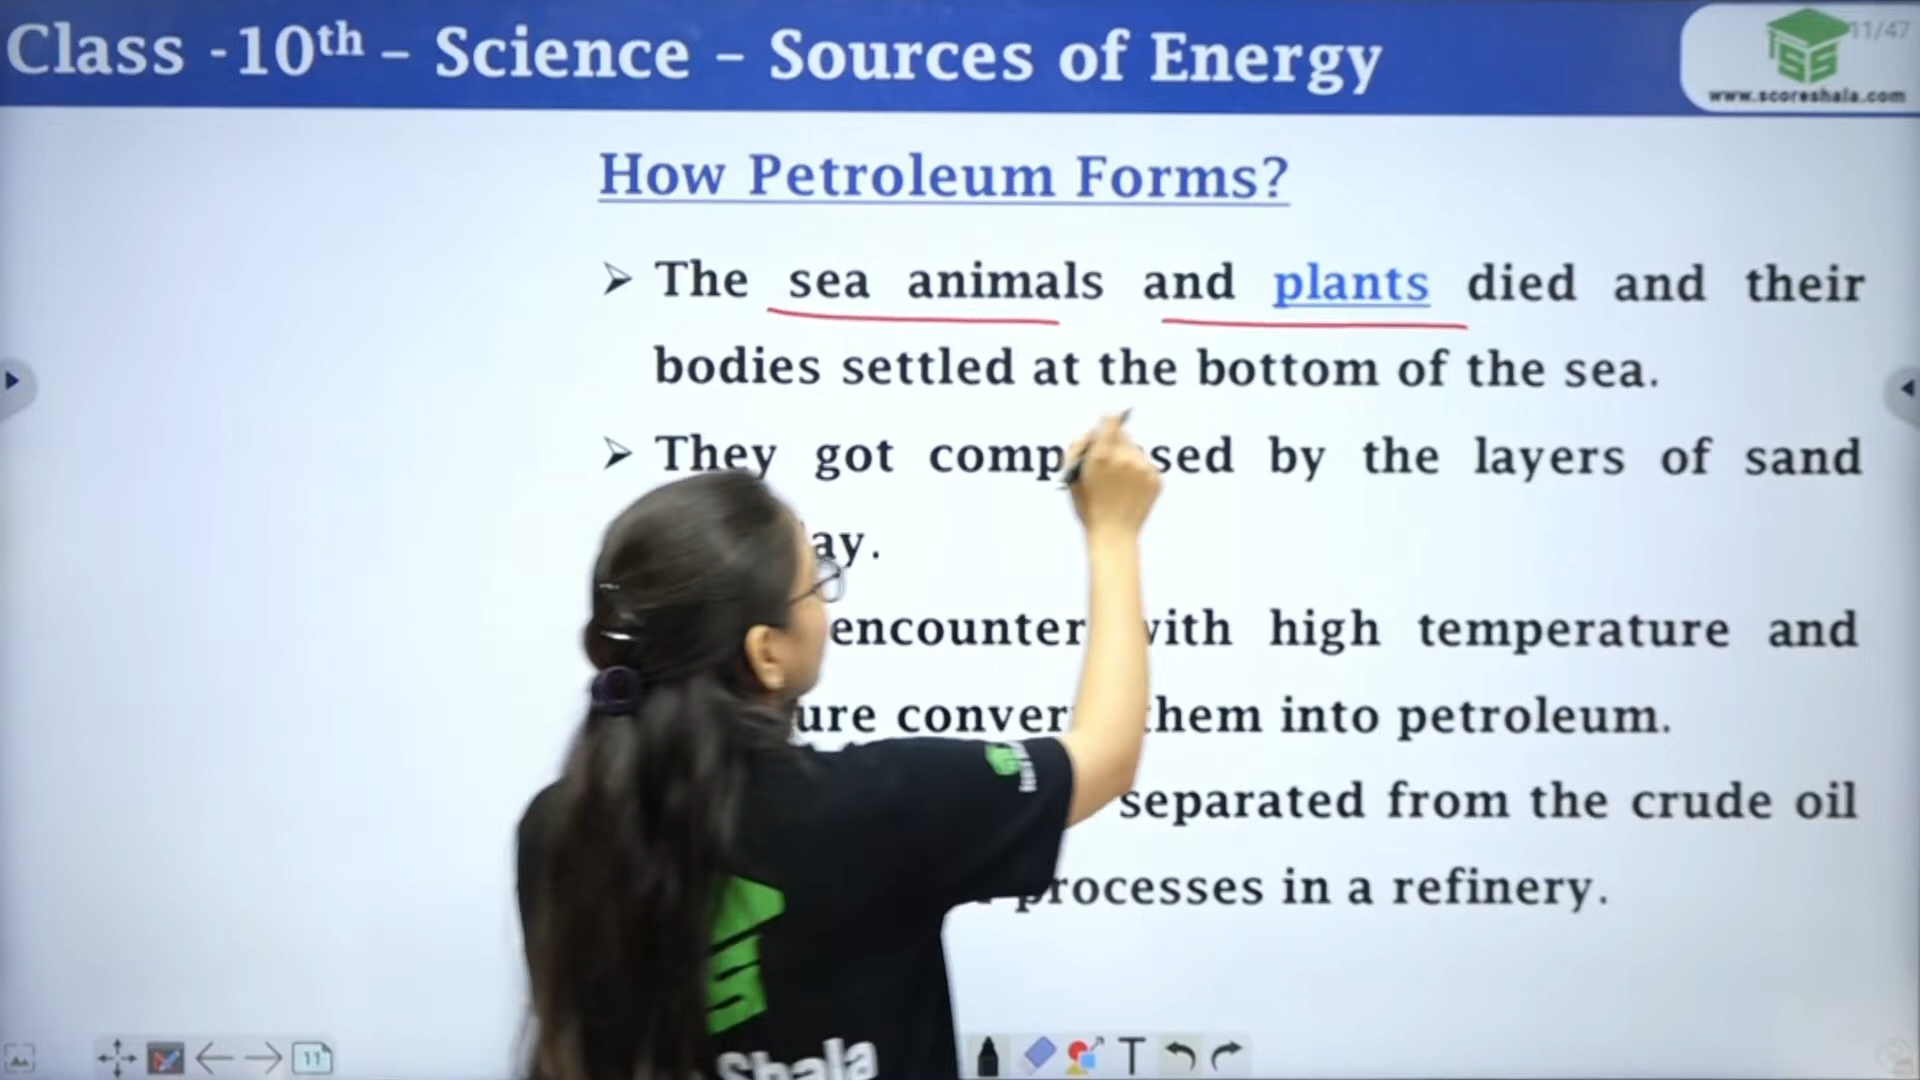 Class -10th – Science – Sources of Energy
11/47
www.scoreshala.com
How Petroleum Forms?
➢ The sea animals and plants died and their
bodies settled at the bottom of the sea.
➢ They got comp sed by the layers of sand
ay.
encounter with high temperature and
ure conver them into petroleum.
separated from the crude oil
processes in a refinery.
Shala
11
T